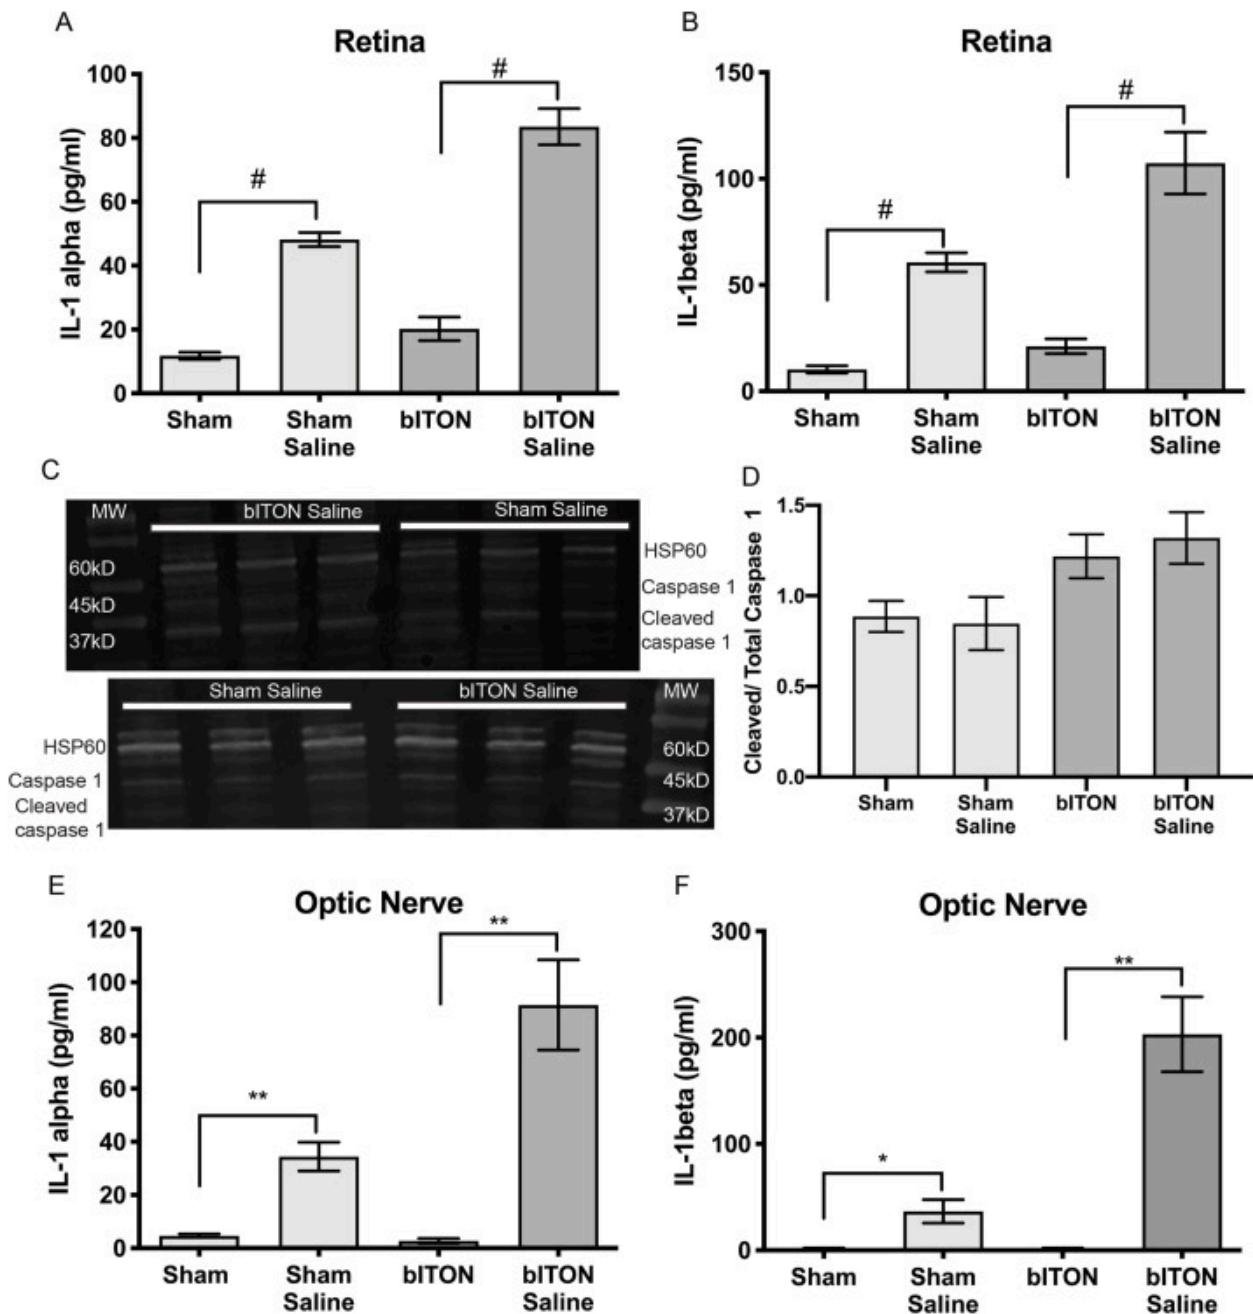 A
Retina
IL-1 alpha (pg/ml)
100
80
60
40
20
0
#
#
Sham
Sham
Saline
bITON
bITON
Saline
B
Retina
IL-1beta (pg/ml)
150
100
50
0
#
#
Sham
Sham
Saline
bITON
bITON
Saline
C
MW
bITON Saline
Sham Saline
60kD
45kD
37kD
HSP60
Caspase 1
Cleaved
caspase 1
Sham Saline
bITON Saline
MW
HSP60
Caspase 1
Cleaved
caspase 1
60kD
45kD
37kD
D
Cleaved/ Total Caspase 1
1.5
1.0
0.5
0.0
Sham
Sham
Saline
bITON
bITON
Saline
E
Optic Nerve
IL-1 alpha (pg/ml)
120
100
80
60
40
20
0
**
**
Sham
Sham
Saline
bITON
bITON
Saline
F
Optic Nerve
IL-1beta (pg/ml)
300
200
100
0
*
**
Sham
Sham
Saline
bITON
bITON
Saline